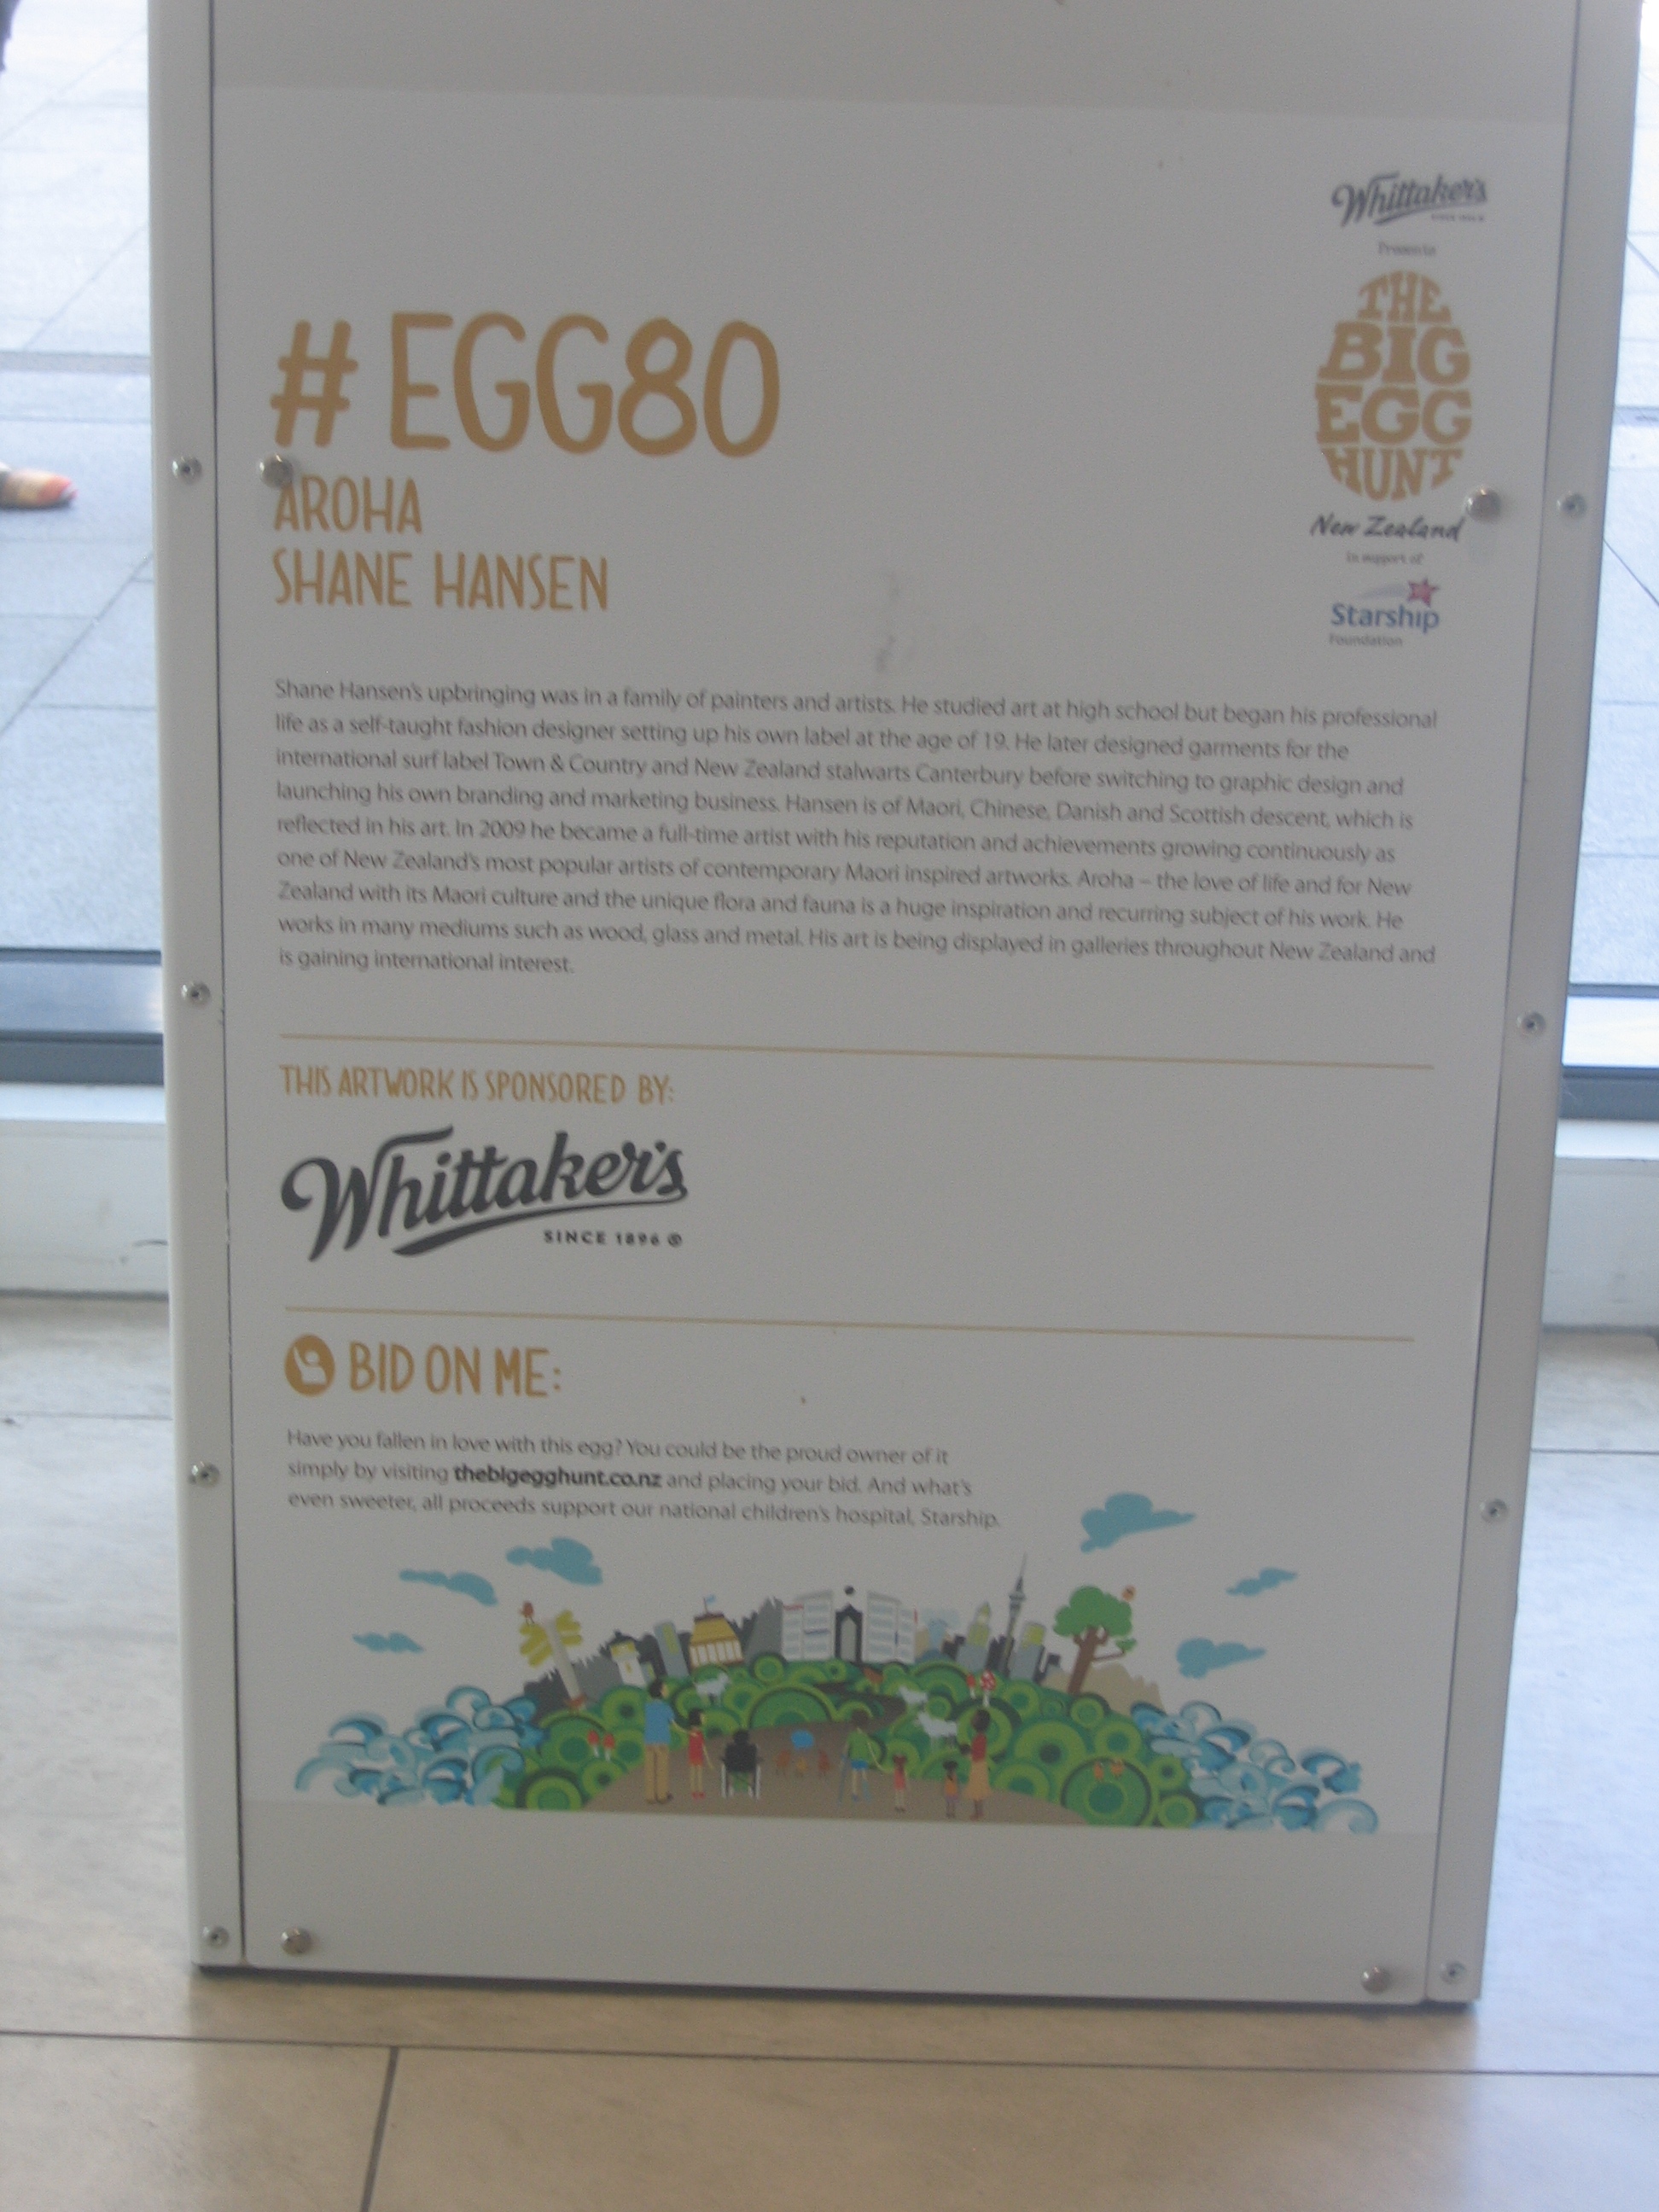 Whittaker's
SINCE 1896
Presents
THE
BIG
EGG
HUNT
New Zealand
in support of
Starship
Foundation
# EGG80
AROHA
SHANE HANSEN
Shane Hansen's upbringing was in a family of painters and artists. He studied art at high school but began his professional
life as a self-taught fashion designer setting up his own label at the age of 19. He later designed garments for the
international surf label Town & Country and New Zealand stalwarts Canterbury before switching to graphic design and
launching his own branding and marketing business. Hansen is of Maori, Chinese, Danish and Scottish descent, which is
reflected in his art. In 2009 he became a full-time artist with his reputation and achievements growing continuously as
one of New Zealand's most popular artists of contemporary Maori inspired artworks. Aroha – the love of life and for New
Zealand with its Maori culture and the unique flora and fauna is a huge inspiration and recurring subject of his work. He
works in many mediums such as wood, glass and metal. His art is being displayed in galleries throughout New Zealand and
is gaining international interest.
THIS ARTWORK IS SPONSORED BY:
Whittaker's
SINCE 1896 ®
BID ON ME:
Have you fallen in love with this egg? You could be the proud owner of it
simply by visiting thebigegghunt.co.nz and placing your bid. And what's
even sweeter, all proceeds support our national children's hospital, Starship.